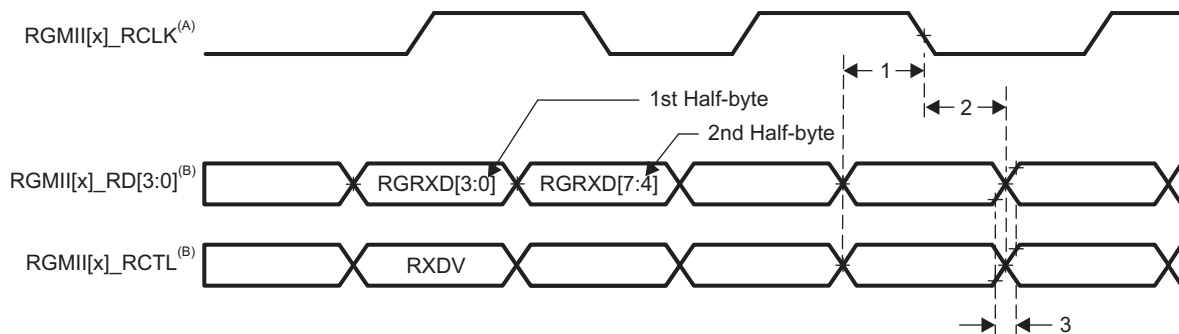 RGMII[x]_RCLK(A)
1
1st Half-byte
2
2nd Half-byte
RGMII[x]_RD[3:0](B)
RGRXD[3:0]
RGRXD[7:4]
RGMII[x]_RCTL(B)
RXDV
3